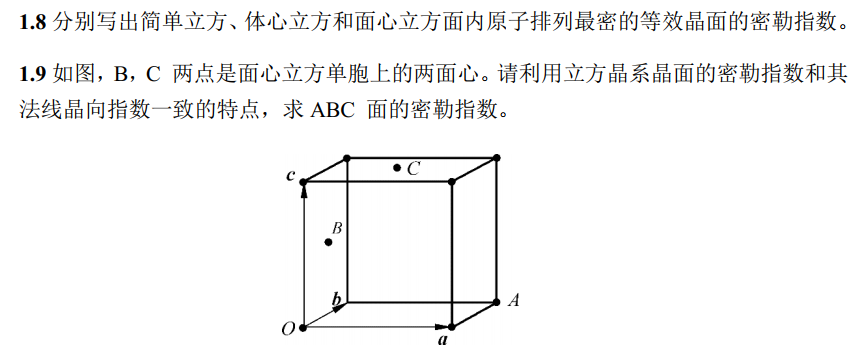 1.8 分别写出简单立方、体心立方和面心立方面内原子排列最密的等效晶面的密勒指数。
1.9 如图，B，C 两点是面心立方单胞上的两面心。请利用立方晶系晶面的密勒指数和其
法线晶向指数一致的特点，求 ABC 面的密勒指数。
c
C
B
b
A
O
a